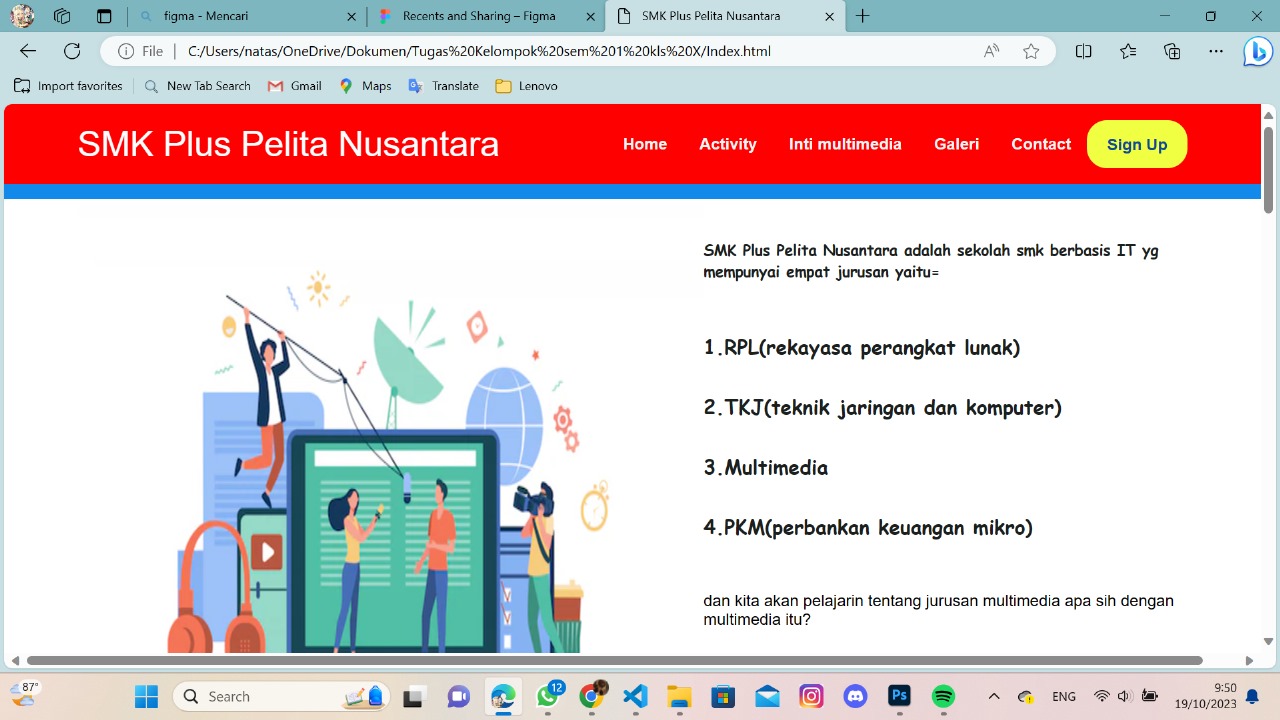 figma - Mencari
Recents and Sharing – Figma
SMK Plus Pelita Nusantara
File
C:/Users/natas/OneDrive/Dokumen/Tugas%20Kelompok%20sem%201%20kls%20X/Index.html
Import favorites
New Tab Search
Gmail
Maps
Translate
Lenovo
SMK Plus Pelita Nusantara
Home
Activity
Inti multimedia
Galeri
Contact
Sign Up
SMK Plus Pelita Nusantara adalah sekolah smk berbasis IT yg
mempunyai empat jurusan yaitu=
1.RPL(rekayasa perangkat lunak)
2.TKJ(teknik jaringan dan komputer)
3.Multimedia
4.PKM(perbankan keuangan mikro)
dan kita akan pelajarin tentang jurusan multimedia apa sih dengan
multimedia itu?
87°
Search
12
Ps
ENG
9:50
19/10/2023